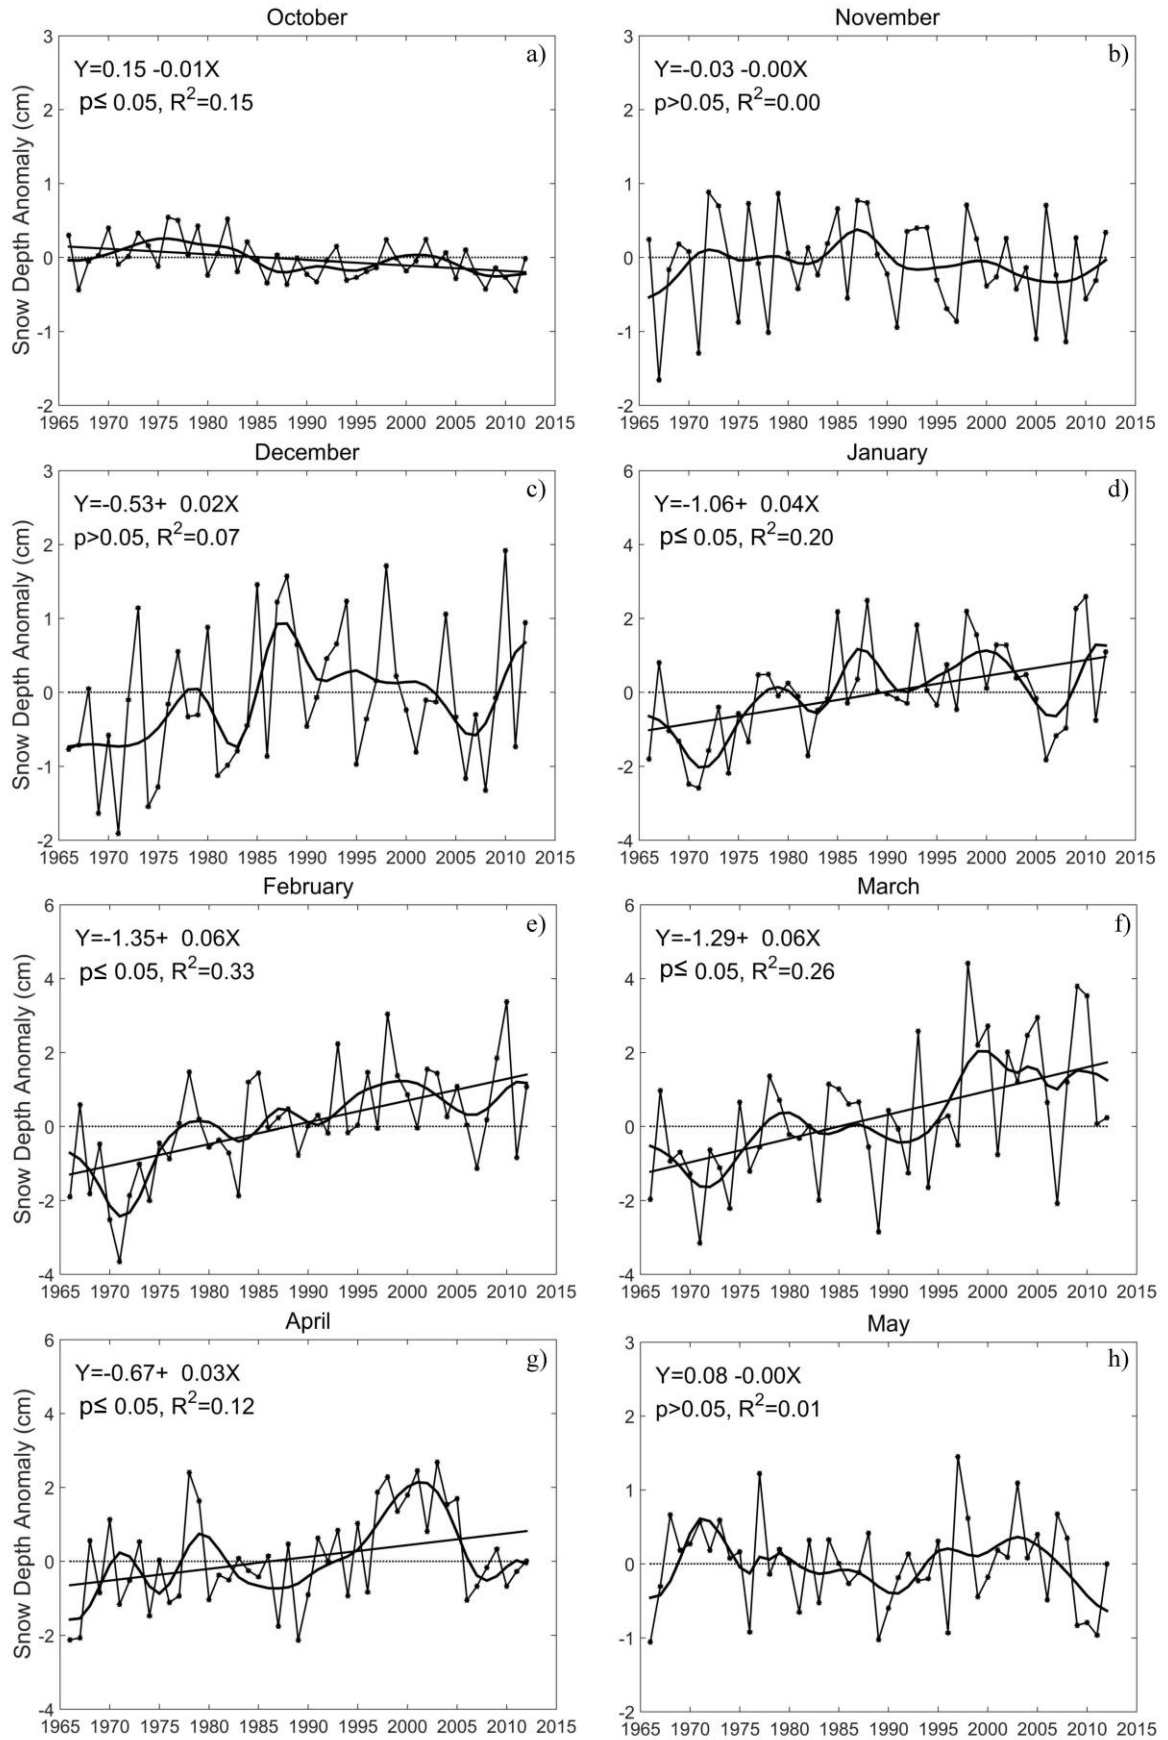 October
a)
Y=0.15 -0.01X
p≤ 0.05, R²=0.15
Snow Depth Anomaly (cm)
3
2
1
0
-1
-2
1965 1970 1975 1980 1985 1990 1995 2000 2005 2010 2015
November
b)
Y=-0.03 -0.00X
p>0.05, R²=0.00
3
2
1
0
-1
-2
1965 1970 1975 1980 1985 1990 1995 2000 2005 2010 2015
December
c)
Y=-0.53+ 0.02X
p>0.05, R²=0.07
Snow Depth Anomaly (cm)
3
2
1
0
-1
-2
1965 1970 1975 1980 1985 1990 1995 2000 2005 2010 2015
January
d)
Y=-1.06+ 0.04X
p≤ 0.05, R²=0.20
6
4
2
0
-2
-4
1965 1970 1975 1980 1985 1990 1995 2000 2005 2010 2015
February
e)
Y=-1.35+ 0.06X
p≤ 0.05, R²=0.33
Snow Depth Anomaly (cm)
6
4
2
0
-2
-4
1965 1970 1975 1980 1985 1990 1995 2000 2005 2010 2015
March
f)
Y=-1.29+ 0.06X
p≤ 0.05, R²=0.26
6
4
2
0
-2
-4
1965 1970 1975 1980 1985 1990 1995 2000 2005 2010 2015
April
g)
Y=-0.67+ 0.03X
p≤ 0.05, R²=0.12
Snow Depth Anomaly (cm)
6
4
2
0
-2
-4
1965 1970 1975 1980 1985 1990 1995 2000 2005 2010 2015
May
h)
Y=0.08 -0.00X
p>0.05, R²=0.01
3
2
1
0
-1
-2
1965 1970 1975 1980 1985 1990 1995 2000 2005 2010 2015